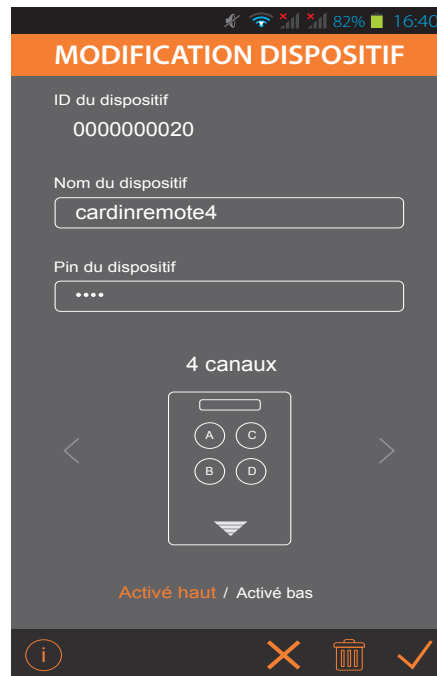 82% 16:40
MODIFICATION DISPOSITIF
ID du dispositif
0000000020
Nom du dispositif
cardinremote4
Pin du dispositif
••••
4 canaux
A C
B D
Activé haut / Activé bas
i